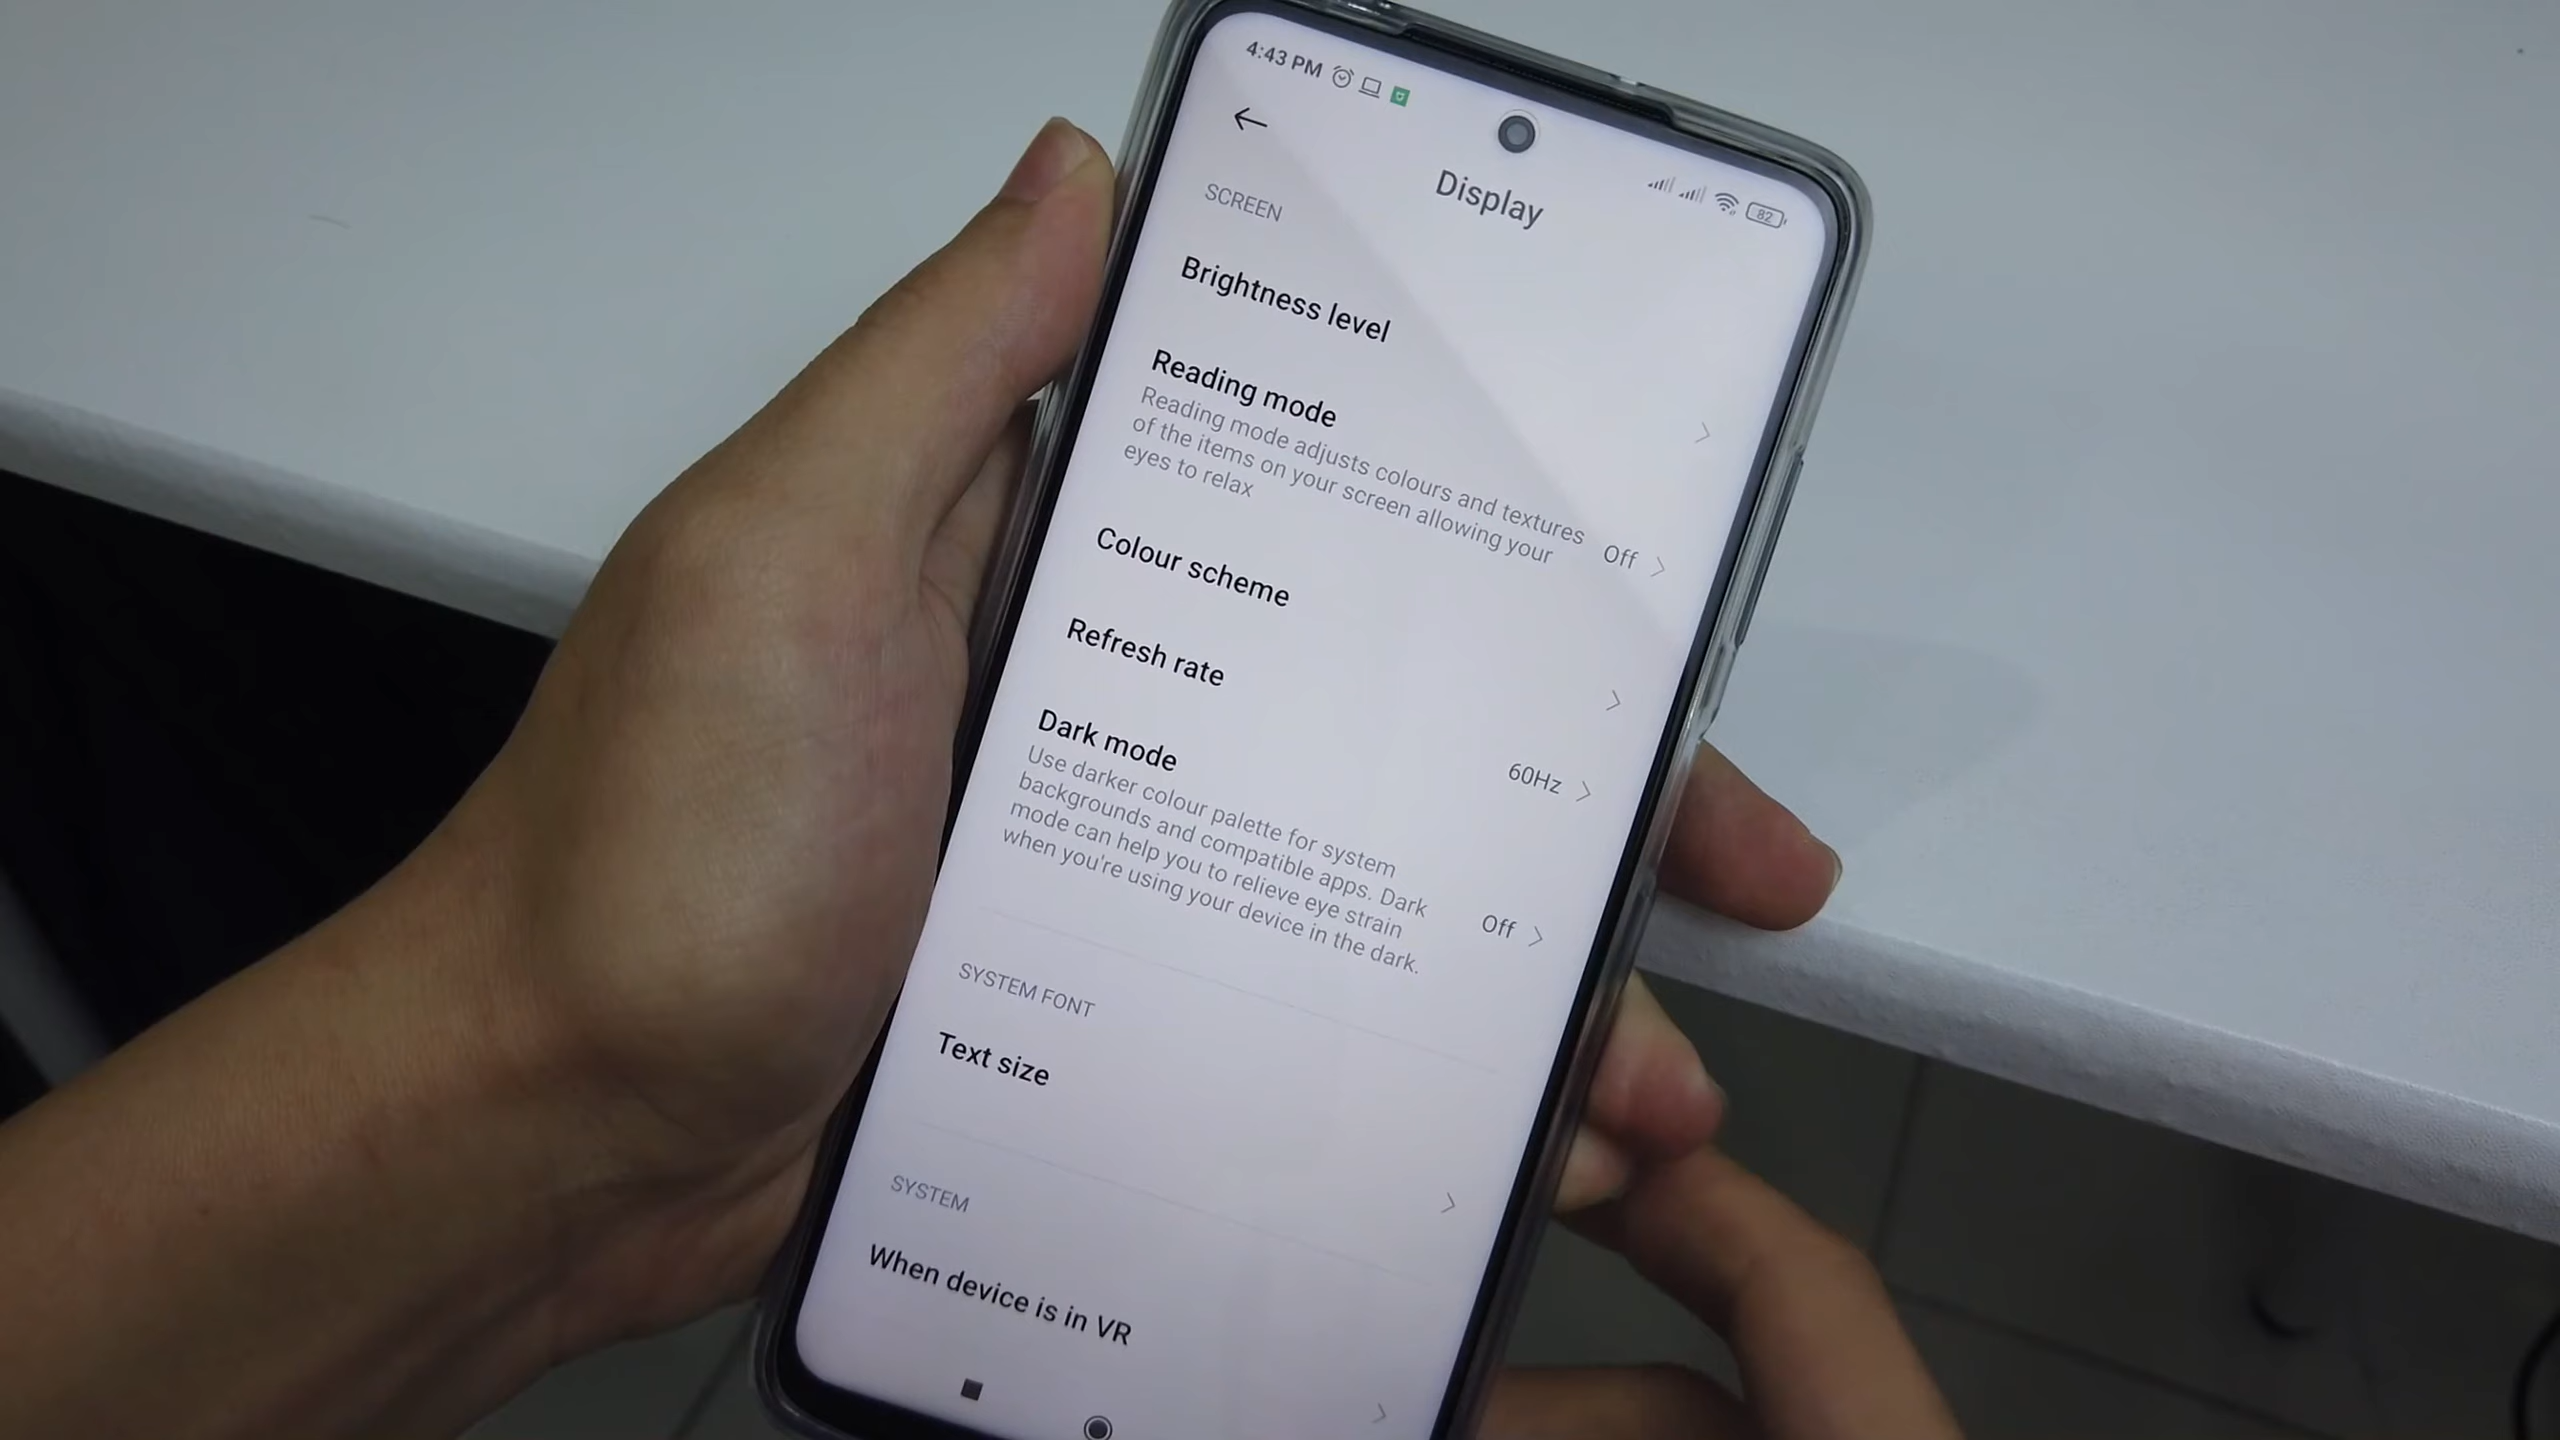 4:43 PM
82
Display
SCREEN
Brightness level
Reading mode
Reading mode adjusts colours and textures
of the items on your screen allowing your
eyes to relax
Off
Colour scheme
Refresh rate
60Hz
Dark mode
Use darker colour palette for system
backgrounds and compatible apps. Dark
mode can help you to relieve eye strain
when you're using your device in the dark.
Off
SYSTEM FONT
Text size
SYSTEM
When device is in VR